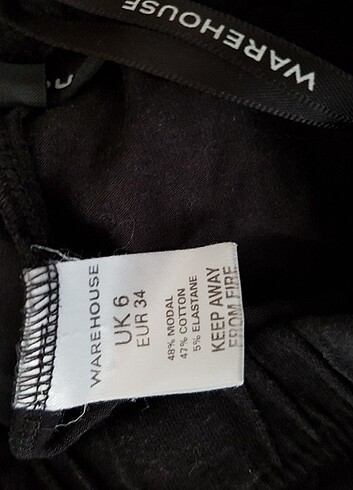 WAREHOUSE
WAREHOUSE
UK 6
EUR 34
48% MODAL
47% COTTON
5% ELASTANE
KEEP AWAY
FROM FIRE